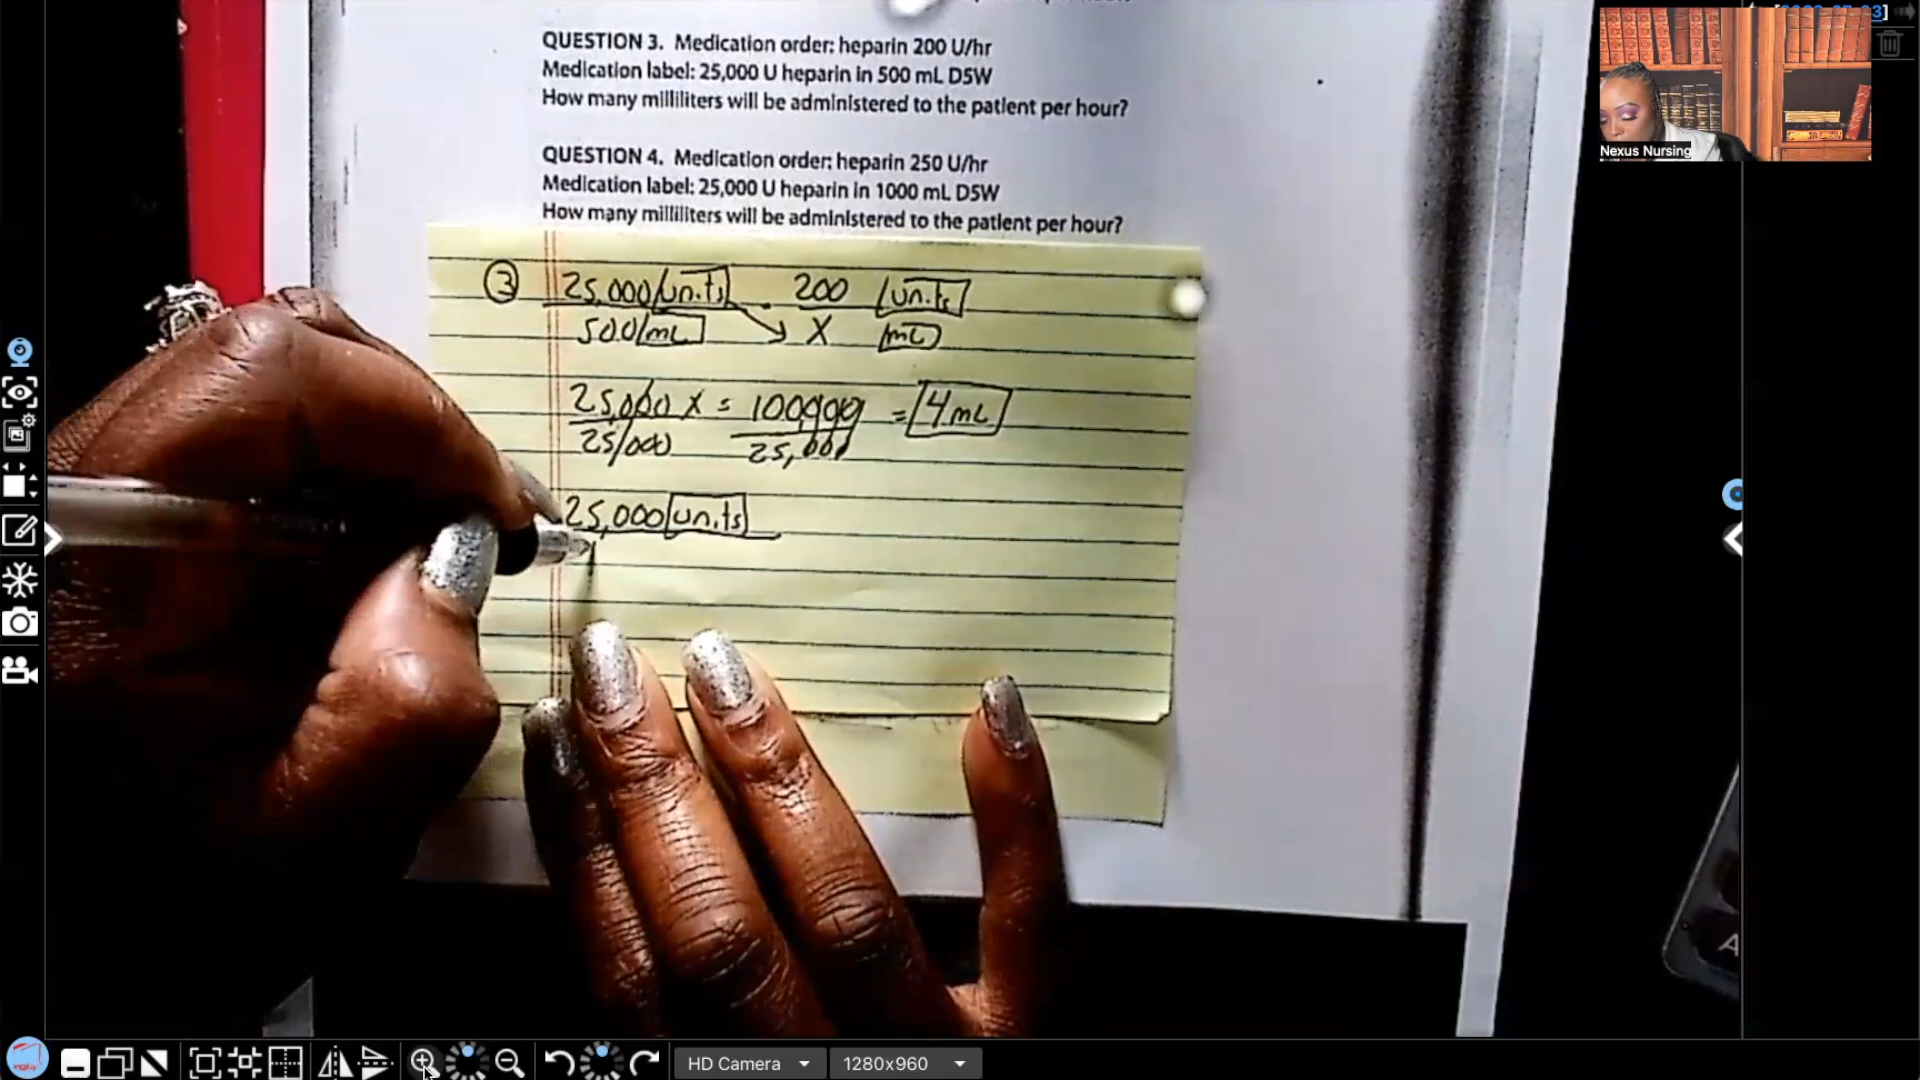 QUESTION 3. Medication order: heparin 200 U/hr
Medication label: 25,000 U heparin in 500 mL D5W
How many milliliters will be administered to the patient per hour?
QUESTION 4. Medication order: heparin 250 U/hr
Medication label: 25,000 U heparin in 1000 mL D5W
How many milliliters will be administered to the patient per hour?
③ 25,000 units . 200 units
500 mL X mL
25,000 X = 100,000 = 4 mL
25,000 25,000
25,000 units
Nexus Nursing
HD Camera
1280x960
A